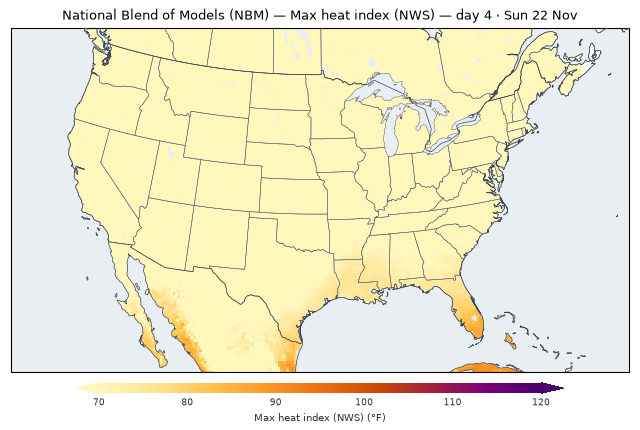 National Blend of Models (NBM) — Max heat index (NWS) — day 4 · Sun 22 Nov
70 80 90 100 110 120
Max heat index (NWS) (°F)